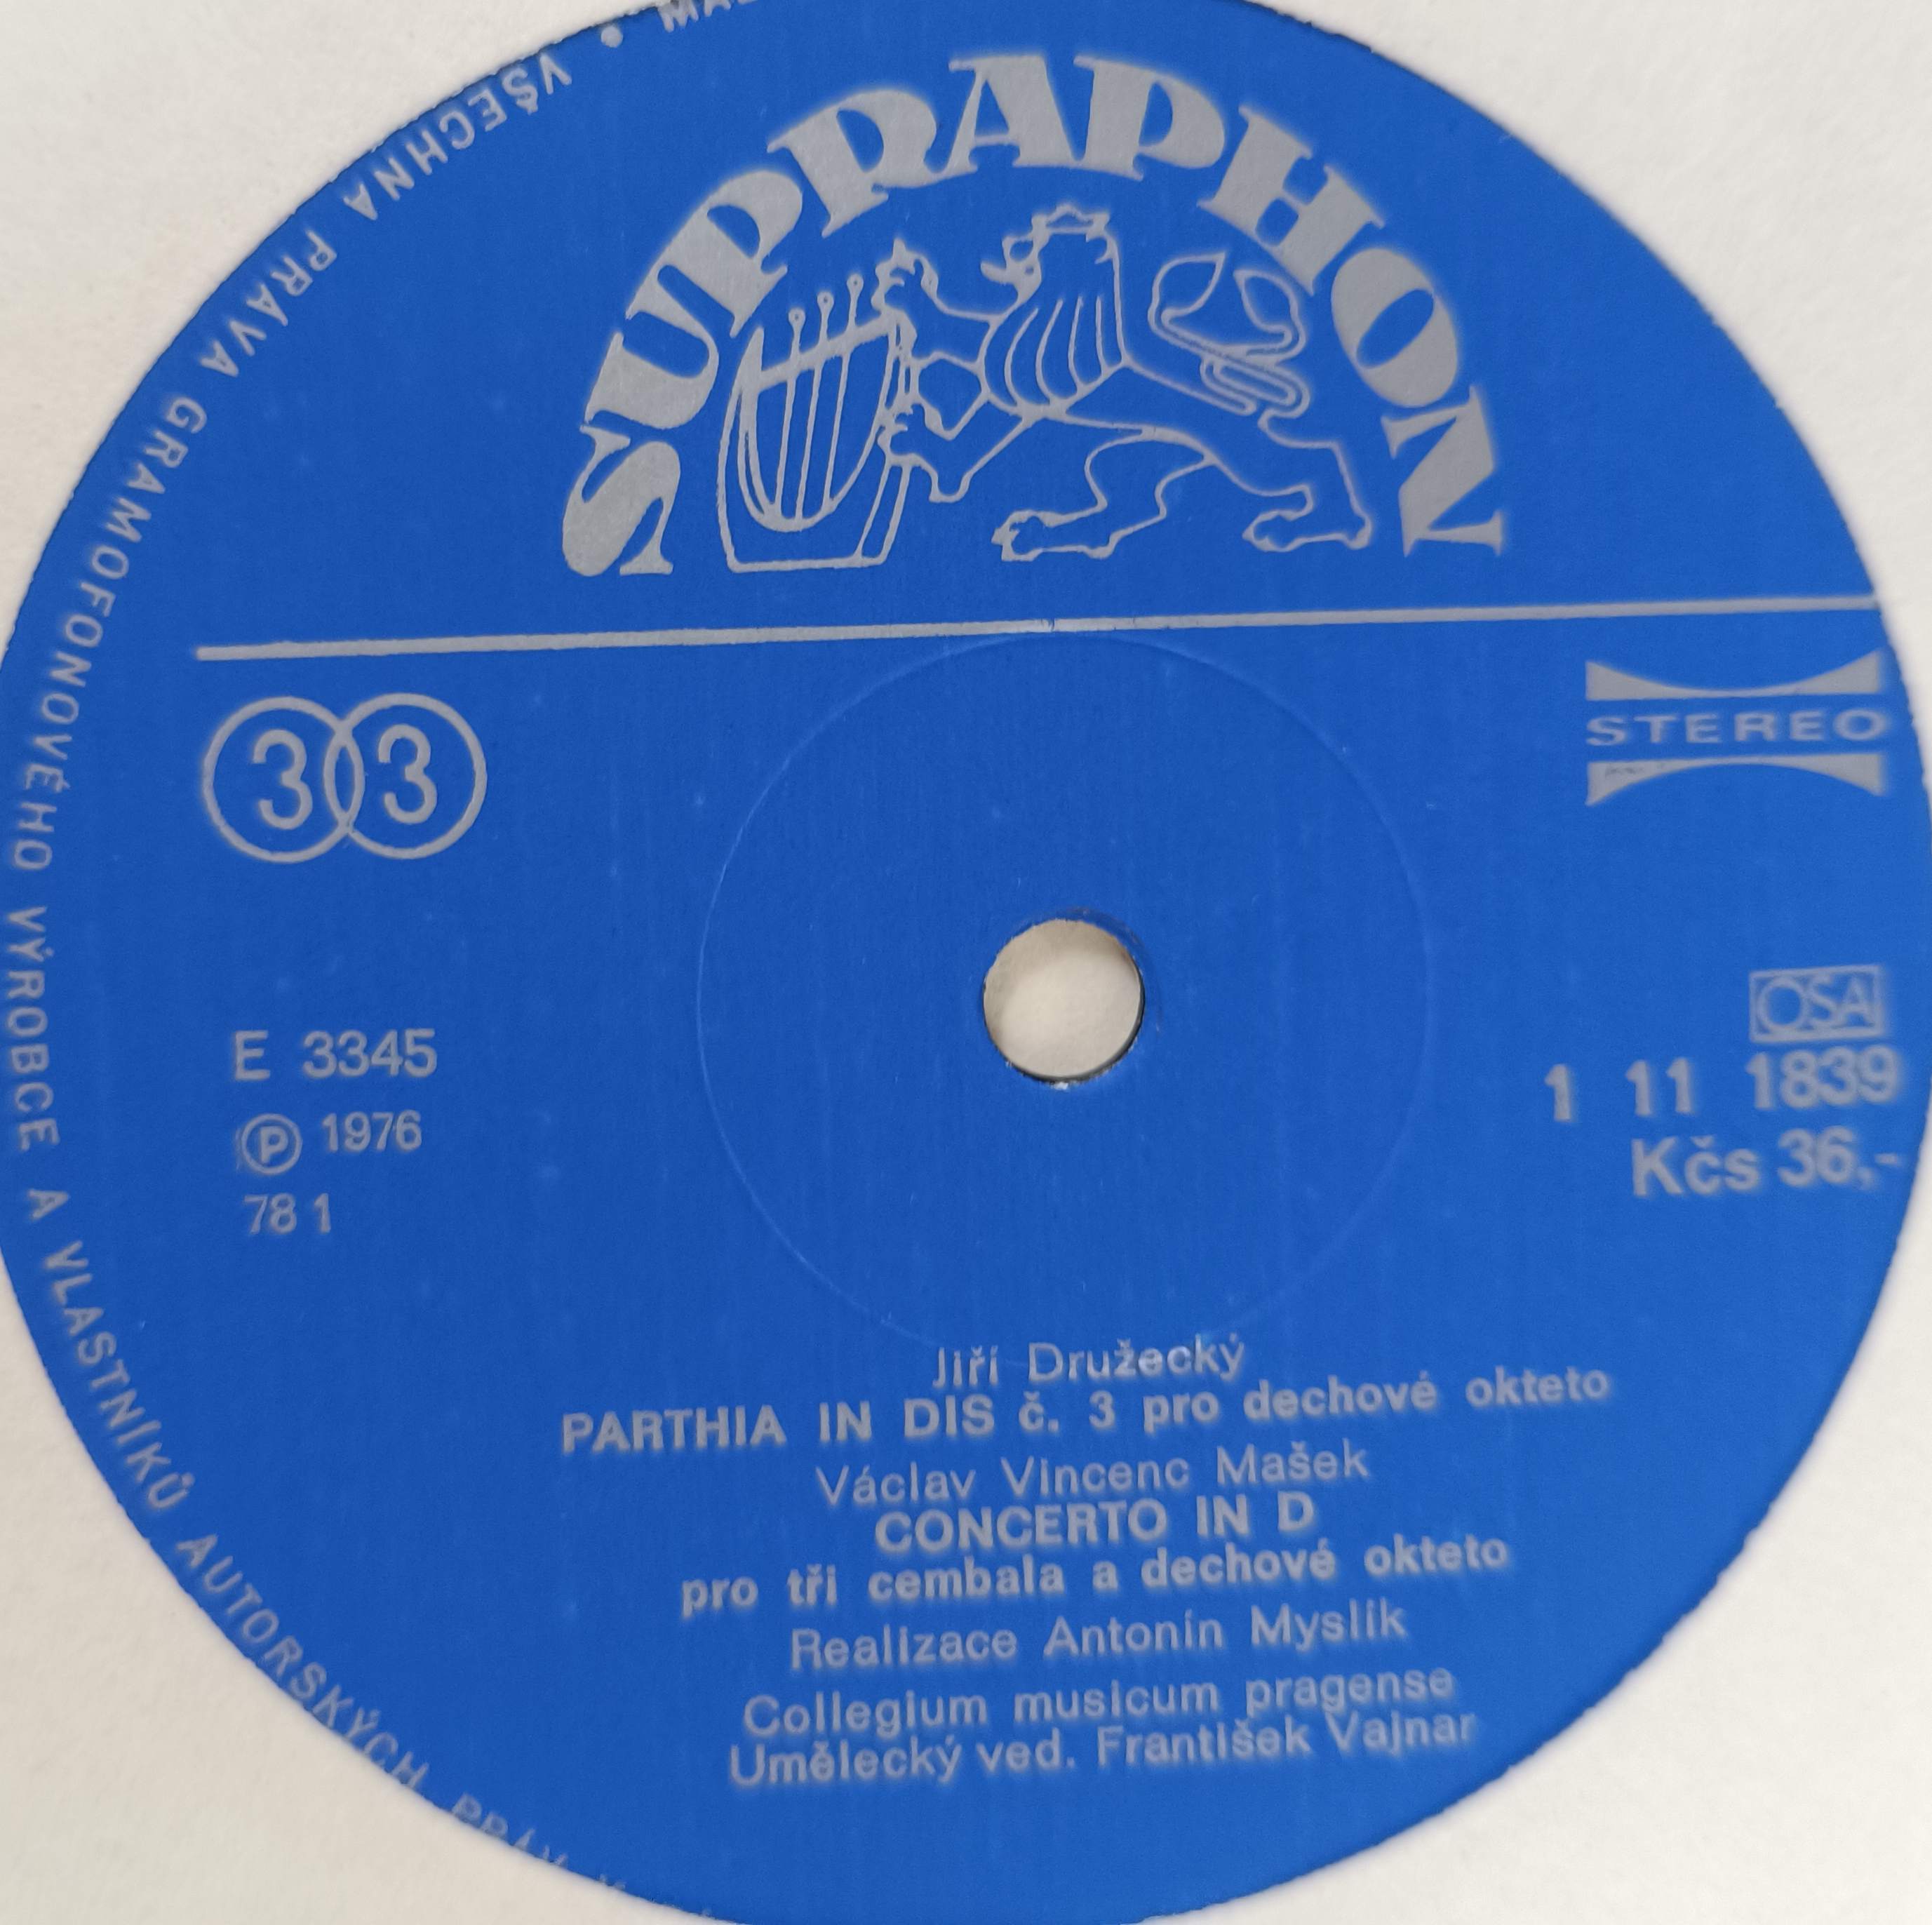 SUPRAPHON
33
STEREO
OSA
E 3345
1 11 1839
Ⓟ 1976
Kčs 36,-
78 1
Jiří Družecký
PARTHIA IN DIS č. 3 pro dechové okteto
Václav Vincenc Mašek
CONCERTO IN D
pro tři cembala a dechové okteto
Realizace Antonín Myslík
Collegium musicum pragense
Umělecký ved. František Vajnar
VŠECHNA PRÁVA GRAMOFONOVÉHO VÝROBCE A VLASTNÍKŮ AUTORSKÝCH PRÁV